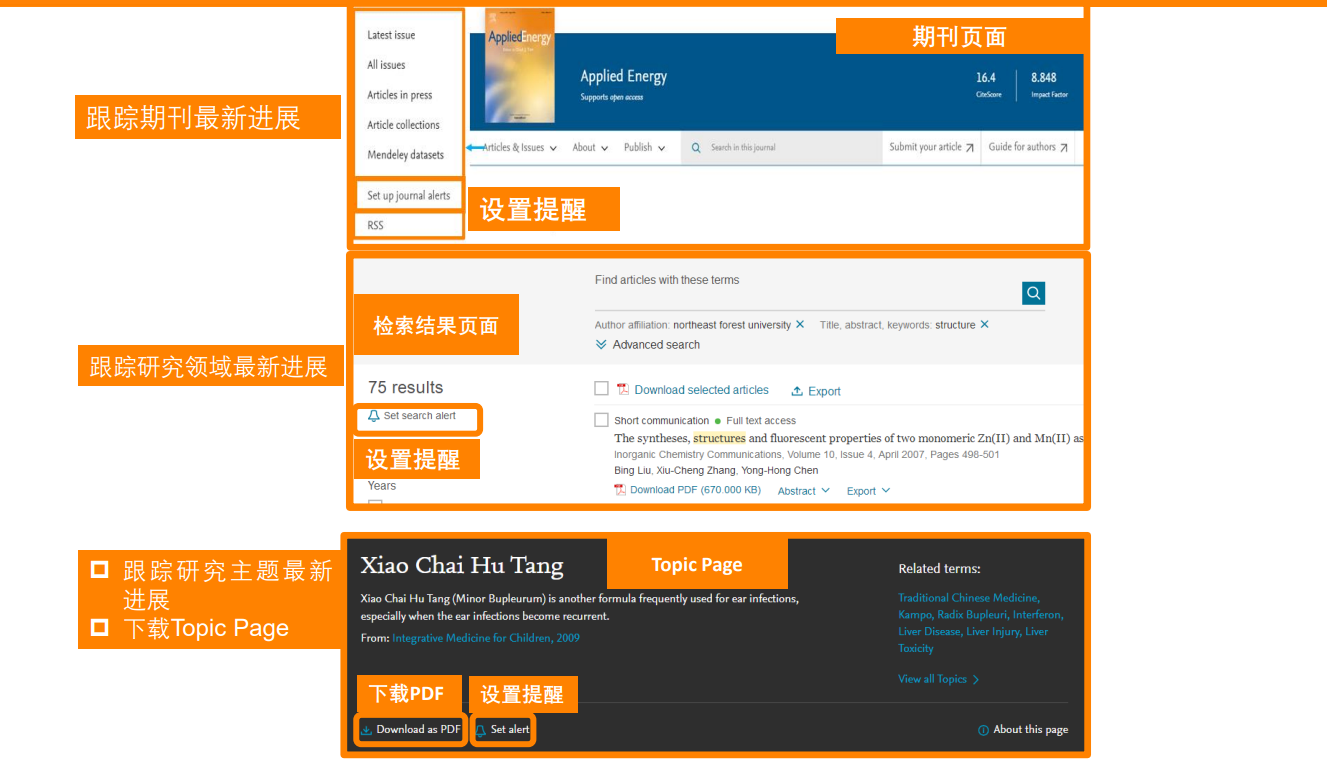 跟踪期刊最新进展
Latest issue
All issues
Articles in press
Article collections
Mendeley datasets
Set up journal alerts
RSS
设置提醒
AppliedEnergy
期刊页面
Applied Energy
Supports open access
16.4
CiteScore
8.848
Impact Factor
Articles & Issues
About
Publish
Search in this journal
Submit your article
Guide for authors
跟踪研究领域最新进展
检索结果页面
Find articles with these terms
Author affiliation: northeast forest university × Title, abstract, keywords: structure ×
Advanced search
75 results
Set search alert
设置提醒
Years
Download selected articles
Export
Short communication ● Full text access
The syntheses, structures and fluorescent properties of two monomeric Zn(II) and Mn(II) as
Inorganic Chemistry Communications, Volume 10, Issue 4, April 2007, Pages 498-501
Bing Liu, Xiu-Cheng Zhang, Yong-Hong Chen
Download PDF (670.000 KB) Abstract Export
跟踪研究主题最新
进展
下载Topic Page
Xiao Chai Hu Tang
Topic Page
Xiao Chai Hu Tang (Minor Bupleurum) is another formula frequently used for ear infections,
especially when the ear infections become recurrent.
From: Integrative Medicine for Children, 2009
Related terms:
Traditional Chinese Medicine,
Kampo, Radix Bupleuri, Interferon,
Liver Disease, Liver Injury, Liver
Toxicity
View all Topics
下载PDF
设置提醒
Download as PDF
Set alert
About this page